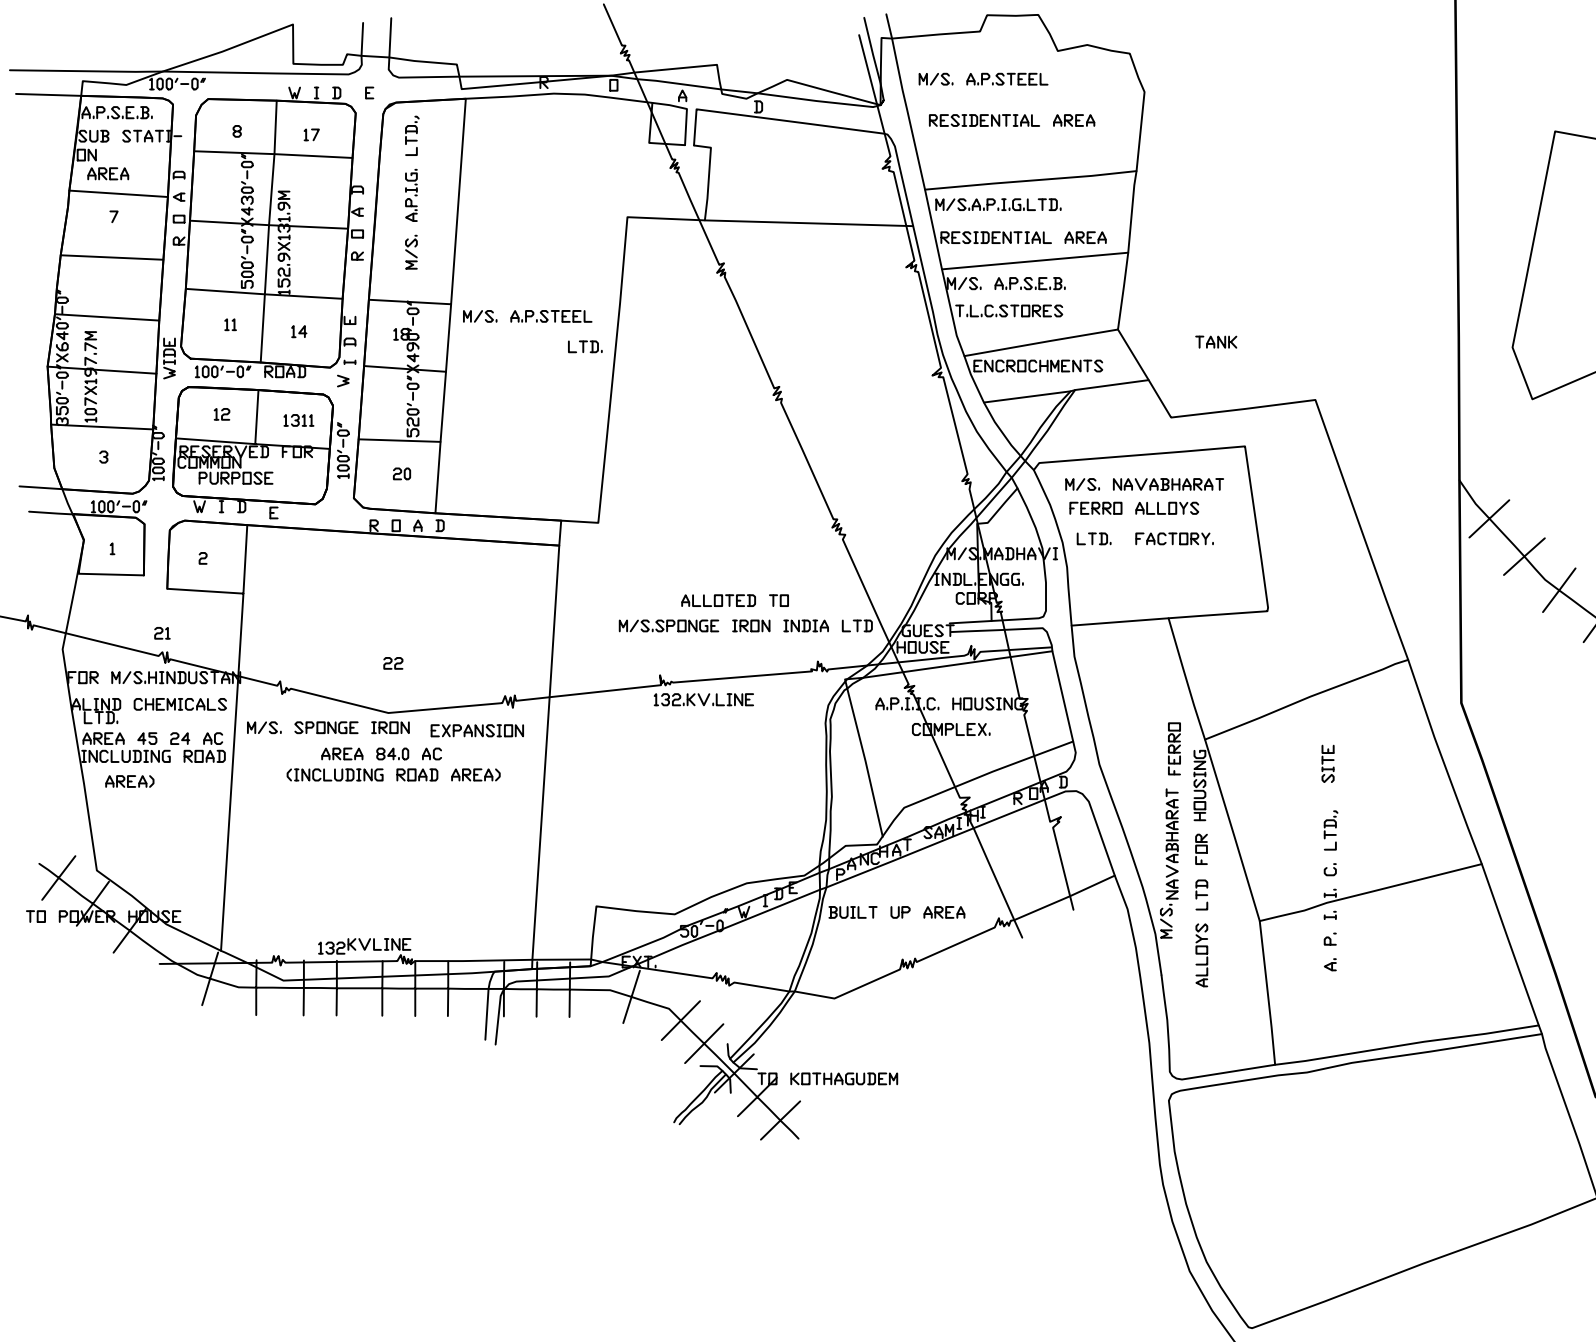 100'-0"
W I D E
R O A D
A.P.S.E.B.
SUB STATI-
ON
AREA
7
350'-0"X640'-0"
107X197.7M
3
ROAD
WIDE
100'-0"
8
17
500'-0"X430'-0"
152.9X131.9M
11
14
100'-0" ROAD
12
1311
RESERVED FOR
COMMON
PURPOSE
ROAD
WIDE
100'-0"
M/S. A.P.I.G. LTD.,
18
520'-0"X490'-0"
20
M/S. A.P.STEEL
LTD.
100'-0"
W I D E
R O A D
1
2
21
FOR M/S.HINDUSTAN
ALIND CHEMICALS
LTD.
AREA 45 24 AC
INCLUDING ROAD
AREA)
22
M/S. SPONGE IRON EXPANSION
AREA 84.0 AC
(INCLUDING ROAD AREA)
ALLOTED TO
M/S.SPONGE IRON INDIA LTD
132.KV.LINE
M/S. A.P.STEEL
RESIDENTIAL AREA
M/S.A.P.I.G.LTD.
RESIDENTIAL AREA
M/S. A.P.S.E.B.
T.L.C.STORES
ENCROCHMENTS
TANK
M/S. NAVABHARAT
FERRO ALLOYS
LTD. FACTORY.
M/S.MADHAVI
INDL.ENGG.
CORP.
GUEST
HOUSE
A.P.I.I.C. HOUSING
COMPLEX.
50'-0" WIDE PANCHAT SAMITHI ROAD
BUILT UP AREA
EXT.
M/S.NAVABHARAT FERRO
ALLOYS LTD FOR HOUSING
A. P. I. I. C. LTD., SITE
TO POWER HOUSE
132KVLINE
TO KOTHAGUDEM